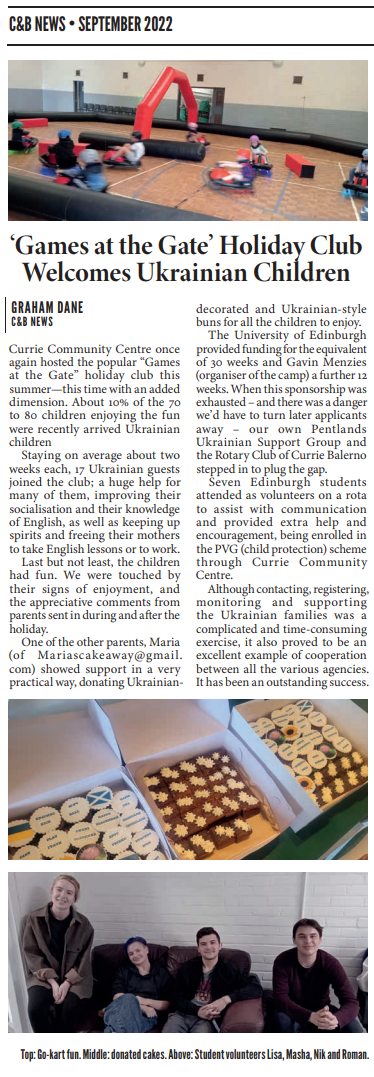 C&B NEWS • SEPTEMBER 2022
‘Games at the Gate’ Holiday Club
Welcomes Ukrainian Children
GRAHAM DANE
C&B NEWS
Currie Community Centre once
again hosted the popular “Games
at the Gate” holiday club this
summer—this time with an added
dimension. About 10% of the 70
to 80 children enjoying the fun
were recently arrived Ukrainian
children
Staying on average about two
weeks each, 17 Ukrainian guests
joined the club; a huge help for
many of them, improving their
socialisation and their knowledge
of English, as well as keeping up
spirits and freeing their mothers
to take English lessons or to work.
Last but not least, the children
had fun. We were touched by
their signs of enjoyment, and
the appreciative comments from
parents sent in during and after the
holiday.
One of the other parents, Maria
(of Mariascakeaway@gmail.
com) showed support in a very
practical way, donating Ukrainian-
decorated and Ukrainian-style
buns for all the children to enjoy.
The University of Edinburgh
provided funding for the equivalent
of 30 weeks and Gavin Menzies
(organiser of the camp) a further 12
weeks. When this sponsorship was
exhausted – and there was a danger
we’d have to turn later applicants
away – our own Pentlands
Ukrainian Support Group and
the Rotary Club of Currie Balerno
stepped in to plug the gap.
Seven Edinburgh students
attended as volunteers on a rota
to assist with communication
and provided extra help and
encouragement, being enrolled in
the PVG (child protection) scheme
through Currie Community
Centre.
Although contacting, registering,
monitoring and supporting
the Ukrainian families was a
complicated and time-consuming
exercise, it also proved to be an
excellent example of cooperation
between all the various agencies.
It has been an outstanding success.
Top: Go-kart fun. Middle: donated cakes. Above: Student volunteers Lisa, Masha, Nik and Roman.